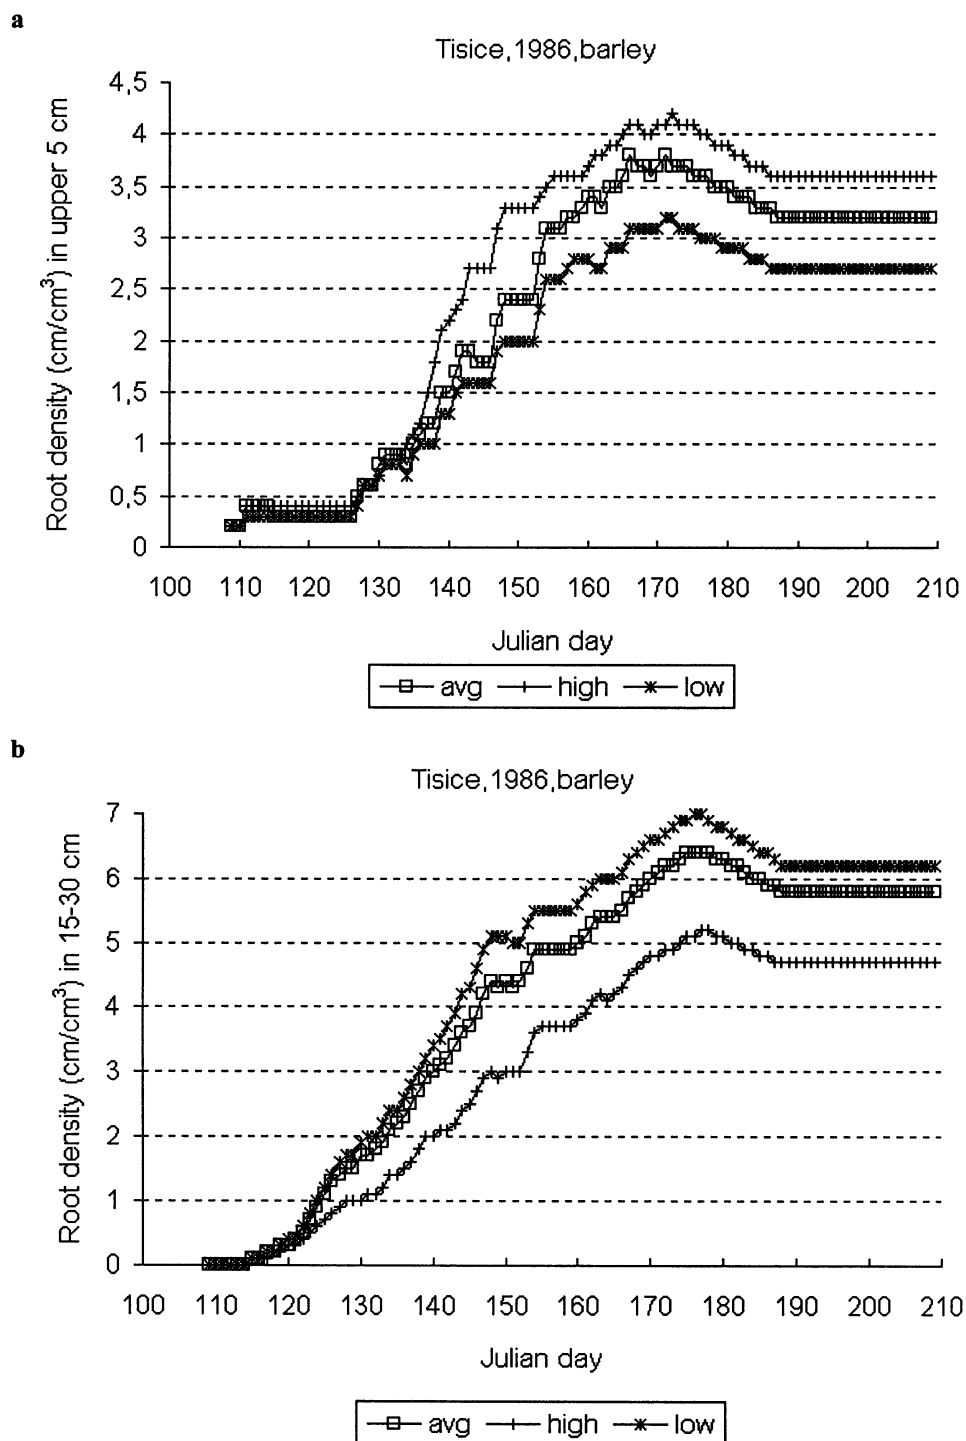 a
Tisice,1986,barley
Root density (cm/cm³) in upper 5 cm
4,5
4
3,5
3
2,5
2
1,5
1
0,5
0
100 110 120 130 140 150 160 170 180 190 200 210
Julian day
avg high low
b
Tisice,1986,barley
Root density (cm/cm³) in 15-30 cm
7
6
5
4
3
2
1
0
100 110 120 130 140 150 160 170 180 190 200 210
Julian day
avg high low